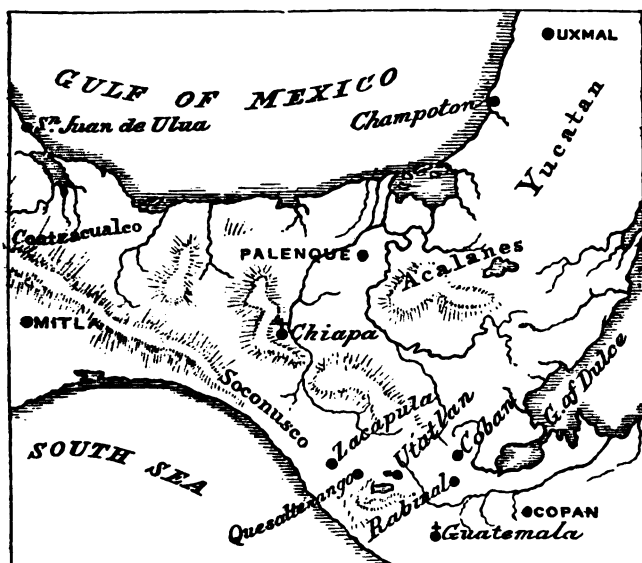 UXMAL
GULF OF MEXICO
Champoton
Sn. Juan de Ulua
Yucatan
Coatzacualco
PALENQUE
Acalanes
MITLA
Chiapa
Soconusco
G. of Dulce
Zacapula
Utatlan
Coban
SOUTH SEA
Quesaltenango
Rabinal
COPAN
Guatemala